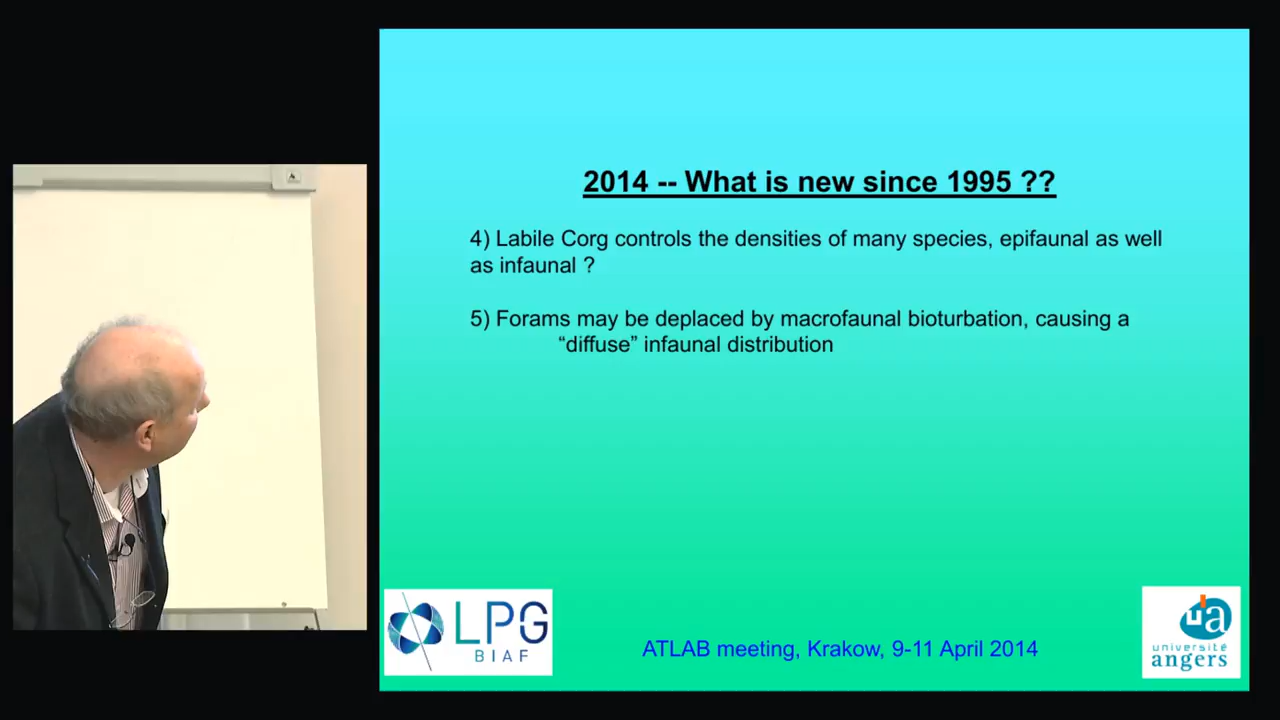 2014 -- What is new since 1995 ??
4) Labile Corg controls the densities of many species, epifaunal as well
as infaunal ?
5) Forams may be deplaced by macrofaunal bioturbation, causing a
“diffuse” infaunal distribution
LPG
BIAF
ATLAB meeting, Krakow, 9-11 April 2014
ua
université
angers